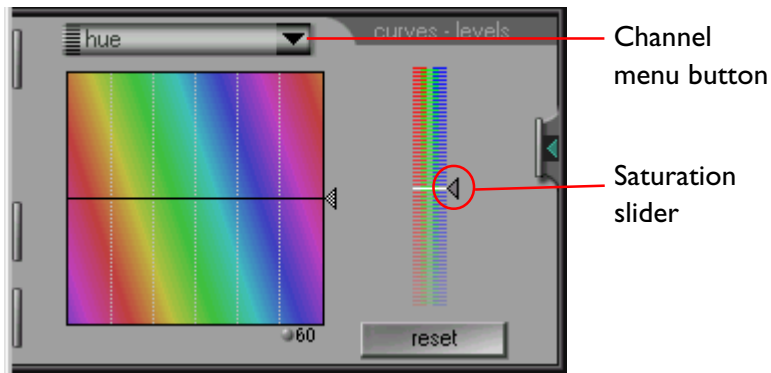 hue
curves - levels
Channel
menu button
Saturation
slider
60
reset